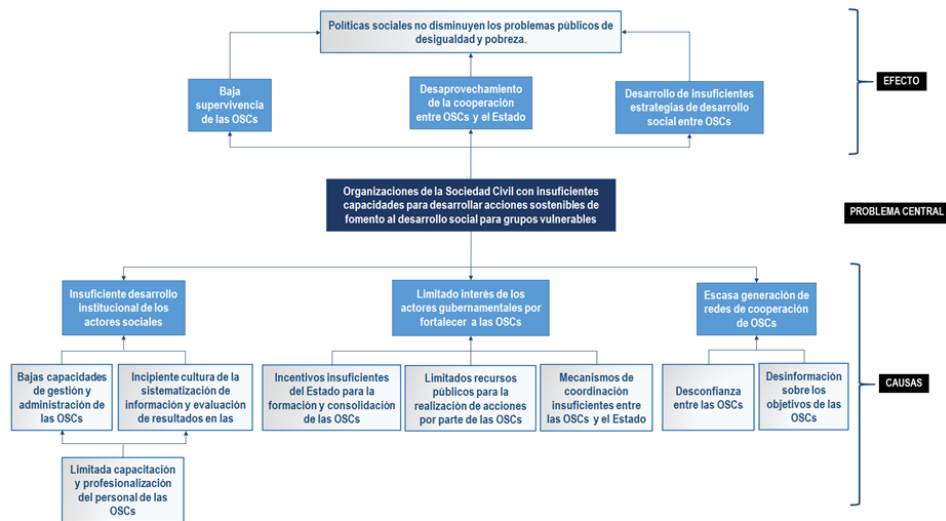 Políticas sociales no disminuyen los problemas públicos de
desigualdad y pobreza.
EFECTO
Baja
supervivencia
de las OSCs
Desaprovechamiento
de la cooperación
entre OSCs y el Estado
Desarrollo de insuficientes
estrategias de desarrollo
social entre OSCs
Organizaciones de la Sociedad Civil con insuficientes
capacidades para desarrollar acciones sostenibles de
fomento al desarrollo social para grupos vulnerables
PROBLEMA CENTRAL
Insuficiente desarrollo
institucional de los
actores sociales
Limitado interés de los
actores gubernamentales por
fortalecer a las OSCs
Escasa generación de
redes de cooperación
de OSCs
CAUSAS
Bajas capacidades
de gestión y
administración de
las OSCs
Incipiente cultura de la
sistematización de
información y evaluación
de resultados en las
Incentivos insuficientes
del Estado para la
formación y consolidación
de las OSCs
Limitados recursos
públicos para la
realización de acciones
por parte de las OSCs
Mecanismos de
coordinación
insuficientes entre
las OSCs y el Estado
Desconfianza
entre las OSCs
Desinformación
sobre los
objetivos de las
OSCs
Limitada capacitación
y profesionalización
del personal de las
OSCs